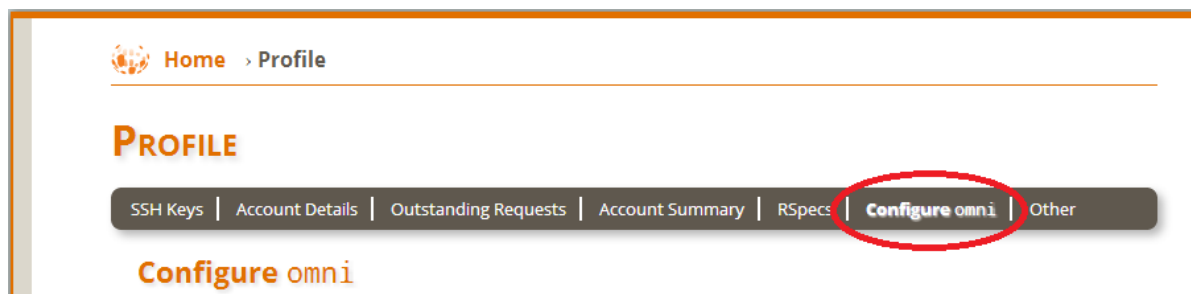 Home › Profile
PROFILE
SSH Keys | Account Details | Outstanding Requests | Account Summary | RSpecs | Configure omni | Other
Configure omni